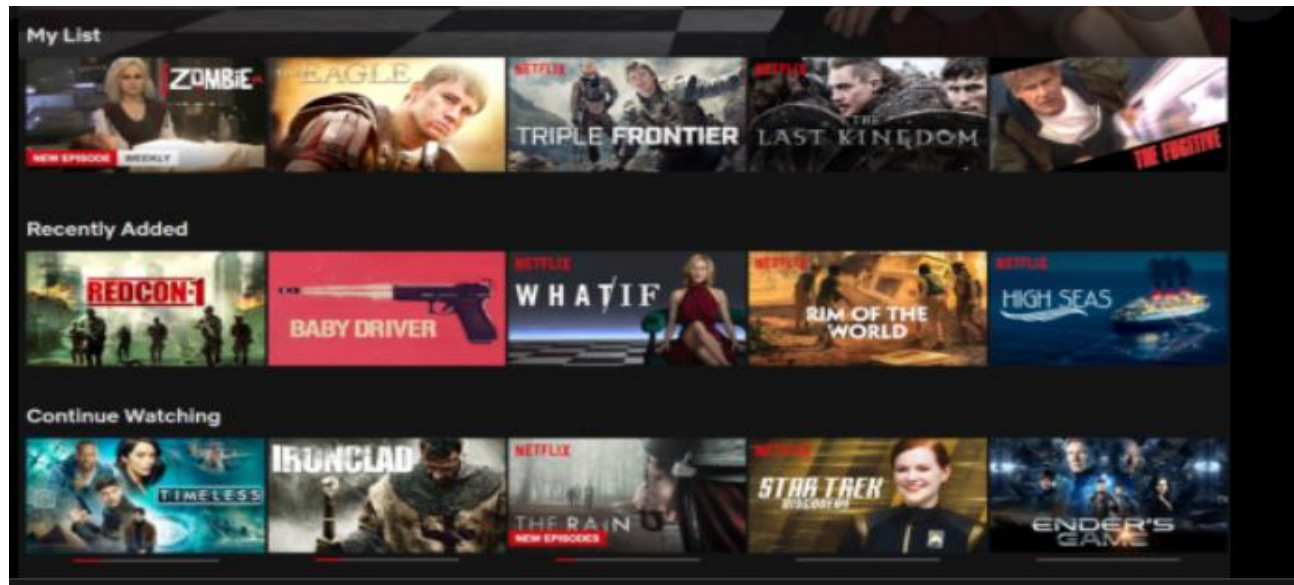 My List
ZOMBIE
NEW EPISODE WEEKLY
EAGLE
NETFLIX
TRIPLE FRONTIER
NETFLIX
THE
LAST KINGDOM
THE FUGITIVE
Recently Added
REDCON-1
BABY DRIVER
NETFLIX
WHAT/IF
NETFLIX
RIM OF THE
WORLD
NETFLIX
HIGH SEAS
Continue Watching
TIMELESS
IRONCLAD
NETFLIX
THE RAIN
NEW EPISODES
NETFLIX
STAR TREK
DISCOVERY
ENDER'S
GAME